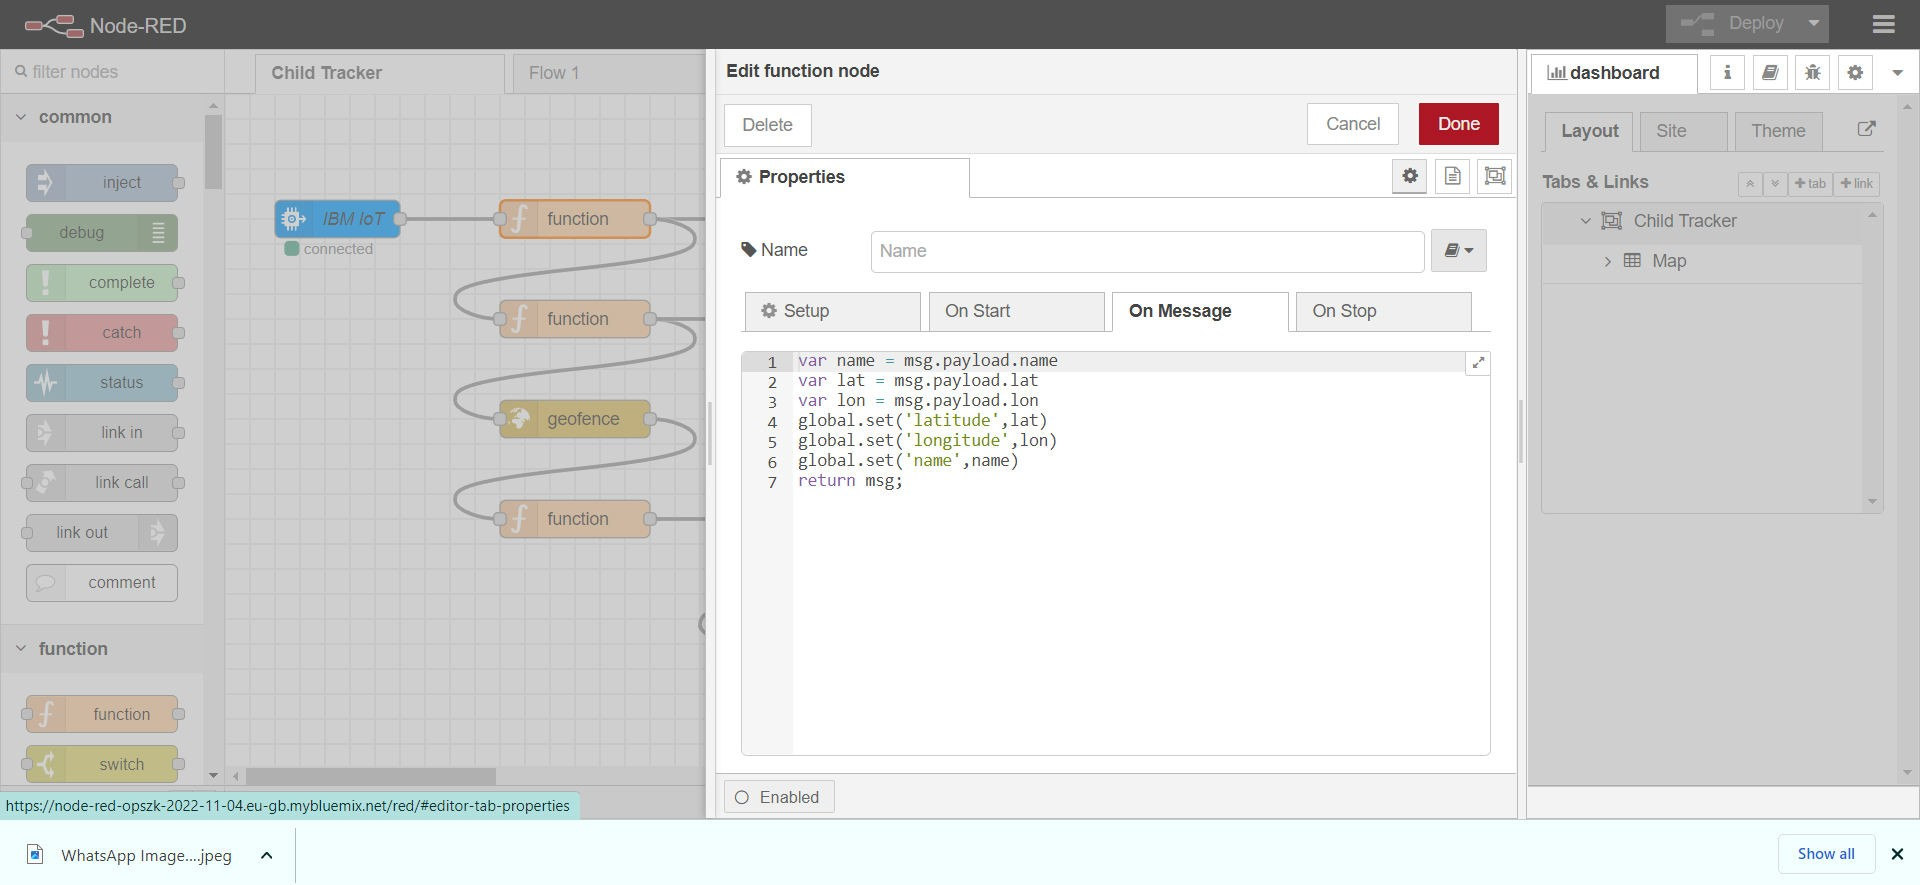 Node-RED
Deploy
filter nodes
Child Tracker
Flow 1
common
inject
debug
complete
catch
status
link in
link call
link out
comment
function
function
switch
IBM IoT
connected
function
function
geofence
function
Edit function node
Delete
Cancel
Done
Properties
Name
Name
Setup
On Start
On Message
On Stop
1 var name = msg.payload.name
2 var lat = msg.payload.lat
3 var lon = msg.payload.lon
4 global.set('latitude',lat)
5 global.set('longitude',lon)
6 global.set('name',name)
7 return msg;
Enabled
dashboard
Layout
Site
Theme
Tabs & Links
+tab
+link
Child Tracker
Map
https://node-red-opszk-2022-11-04.eu-gb.mybluemix.net/red/#editor-tab-properties
WhatsApp Image....jpeg
Show all